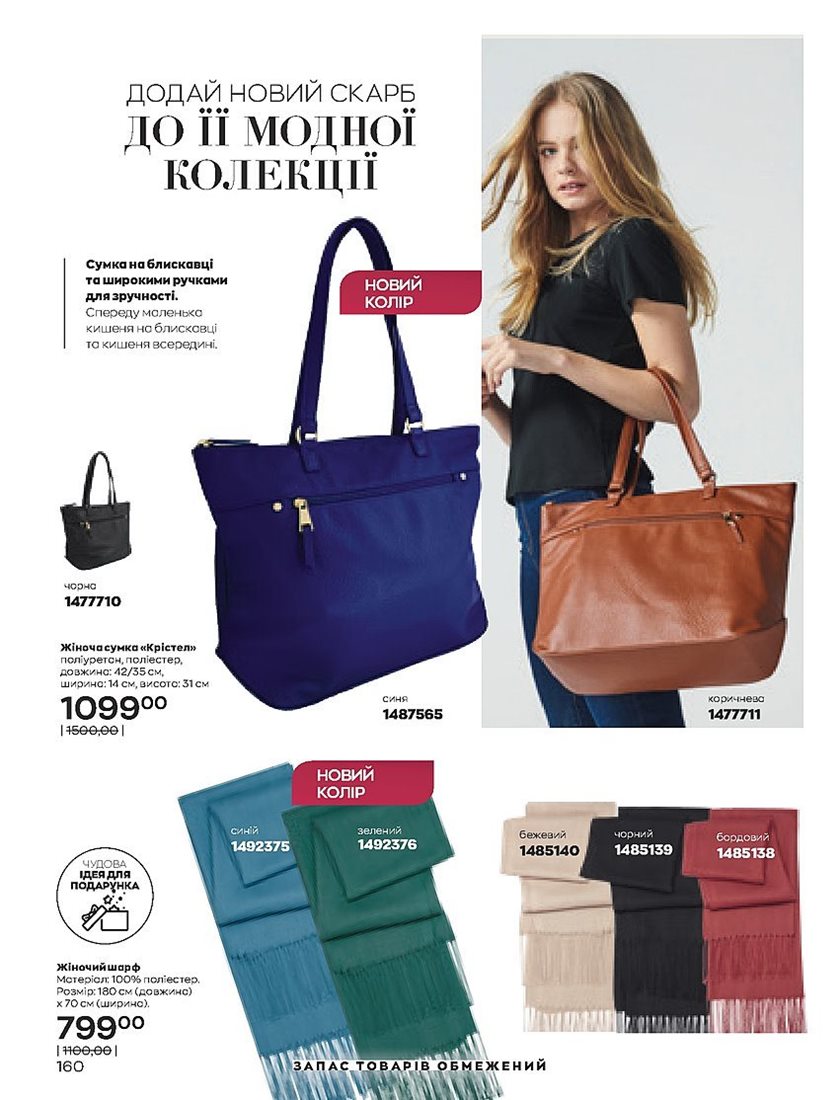 ДОДАЙ НОВИЙ СКАРБ
ДО ЇЇ МОДНОЇ
КОЛЕКЦІЇ
Сумка на блискавці
та широкими ручками
для зручності.
Спереду маленька
кишеня на блискавці
та кишеня всередині.
НОВИЙ
КОЛІР
чорна
1477710
Жіноча сумка «Крістел»
поліуретан, поліестер,
довжина: 42/35 см,
ширина: 14 см, висота: 31 см
1099⁰⁰
|1500,00|
синя
1487565
коричнева
1477711
НОВИЙ
КОЛІР
синій
1492375
зелений
1492376
бежевий
1485140
чорний
1485139
бордовий
1485138
ЧУДОВА
ІДЕЯ ДЛЯ
ПОДАРУНКА
Жіночий шарф
Матеріал: 100% поліестер.
Розмір: 180 см (довжина)
х 70 см (ширина).
799⁰⁰
|1100,00|
160
ЗАПАС ТОВАРІВ ОБМЕЖЕНИЙ